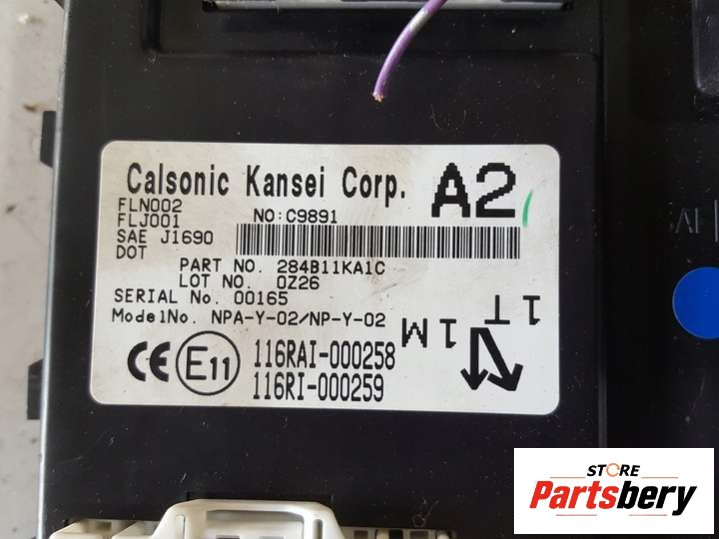 Calsonic Kansei Corp. A2
FLN002
FLJ001 NO:C9891
SAE J1690
DOT
PART NO. 284B11KA1C
LOT NO. 0Z26
SERIAL No. 00165
ModelNo. NPA-Y-02/NP-Y-02
1M
1T
CE E11 116RAI-000258
116RI-000259
STORE
Partsbery